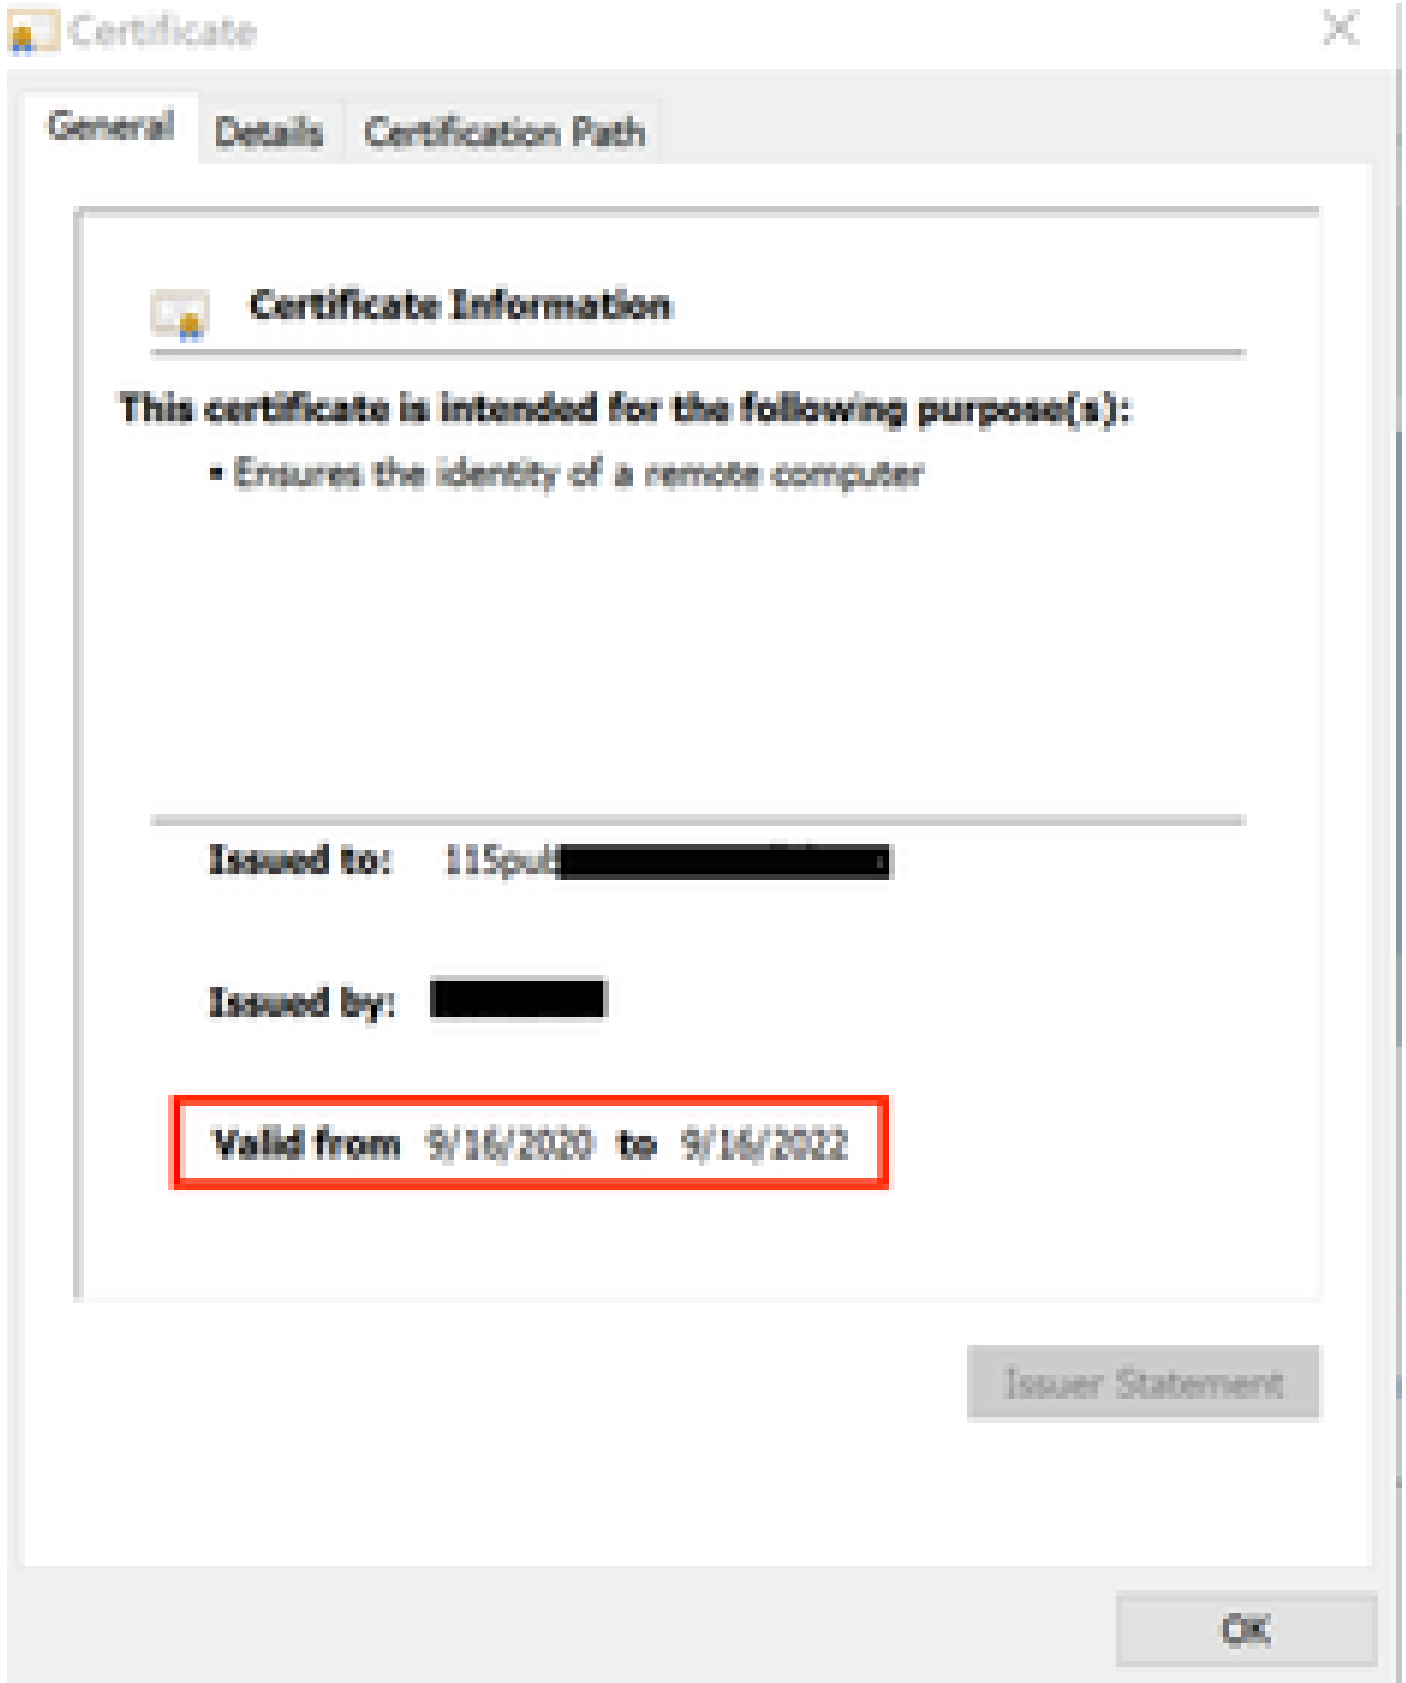 Certificate
General Details Certification Path
Certificate Information
This certificate is intended for the following purpose(s):
• Ensures the identity of a remote computer
Issued to: 115pub
Issued by:
Valid from 9/16/2020 to 9/16/2022
Issuer Statement
OK